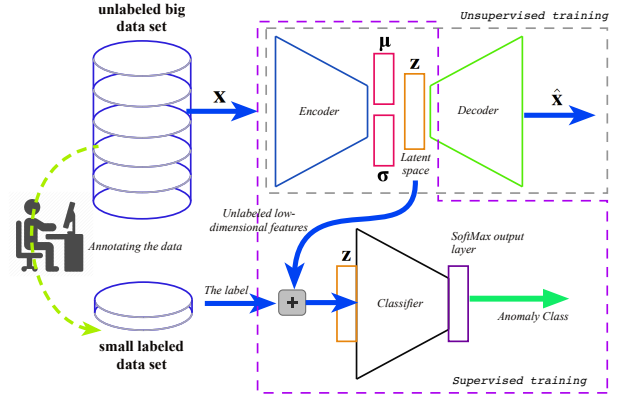 unlabeled big
data set
Unsupervised training
μ
z
x
x̂
Encoder
Decoder
Latent
space
σ
Unlabeled low-
dimensional features
Annotating the data
z
SoftMax output
layer
The label
+
Classifier
Anomaly Class
small labeled
data set
Supervised training